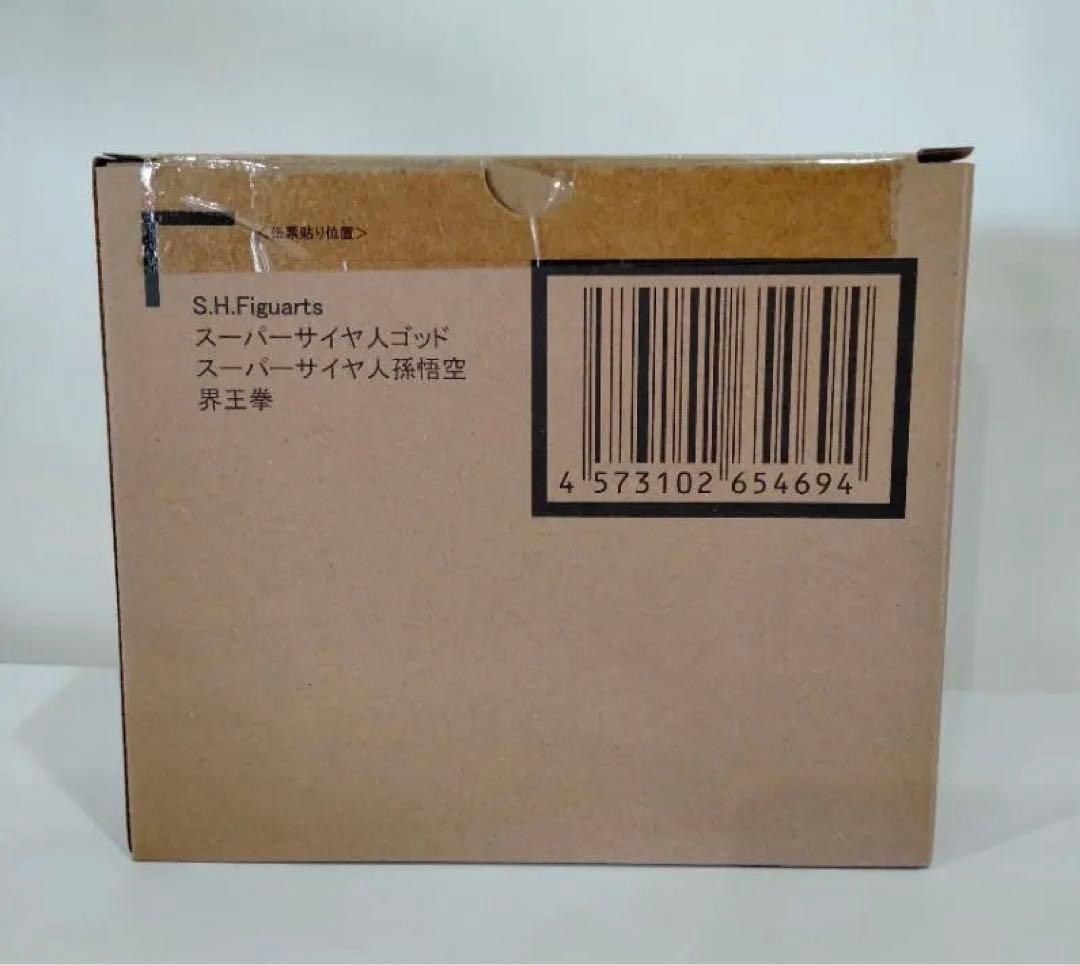 <伝票貼り位置>
S.H.Figuarts
スーパーサイヤ人ゴッド
スーパーサイヤ人孫悟空
界王拳
4 573102 654694